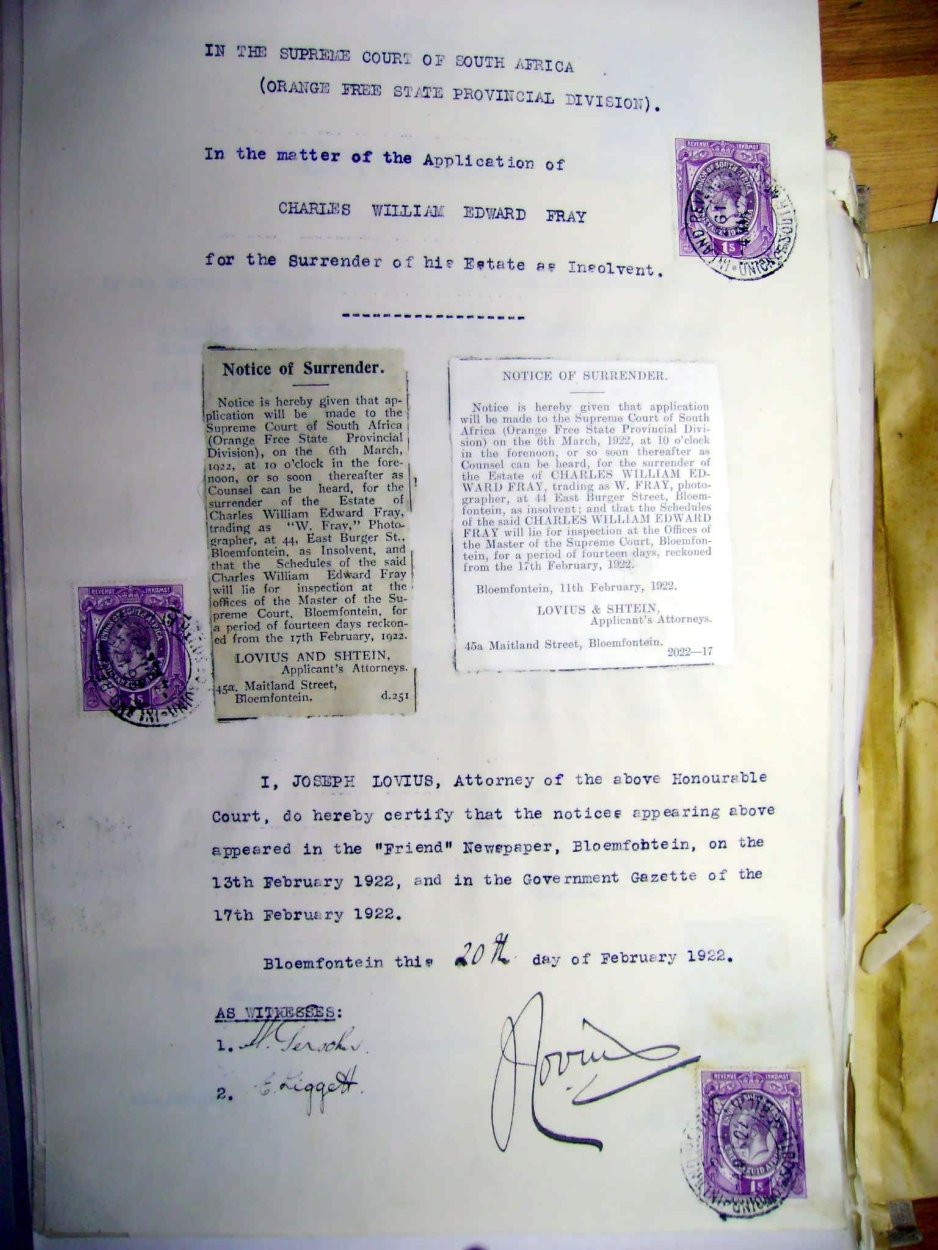 IN THE SUPREME COURT OF SOUTH AFRICA
(ORANGE FREE STATE PROVINCIAL DIVISION).
In the matter of the Application of
CHARLES WILLIAM EDWARD FRAY
for the Surrender of his Estate as Insolvent.
REVENUE INKOMST
1s
Notice of Surrender.
Notice is hereby given that ap-
plication will be made to the
Supreme Court of South Africa
(Orange Free State Provincial
Division), on the 6th March,
1922, at 10 o'clock in the fore-
noon, or so soon thereafter as
Counsel can be heard, for the
surrender of the Estate of
Charles William Edward Fray,
trading as "W. Fray," Photo-
grapher, at 44, East Burger St.,
Bloemfontein, as Insolvent, and
that the Schedules of the said
Charles William Edward Fray
will lie for inspection at the
offices of the Master of the Su-
preme Court, Bloemfontein, for
a period of fourteen days reckon-
ed from the 17th February, 1922.
LOVIUS AND SHTEIN,
Applicant's Attorneys.
45a, Maitland Street,
Bloemfontein. d.251
NOTICE OF SURRENDER.
Notice is hereby given that application
will be made to the Supreme Court of South
Africa (Orange Free State Provincial Divi-
sion) on the 6th March, 1922, at 10 o'clock
in the forenoon, or so soon thereafter as
Counsel can be heard, for the surrender of
the Estate of CHARLES WILLIAM ED-
WARD FRAY, trading as W. FRAY, photo-
grapher, at 44 East Burger Street, Bloem-
fontein, as insolvent; and that the Schedules
of the said CHARLES WILLIAM EDWARD
FRAY will lie for inspection at the Offices of
the Master of the Supreme Court, Bloemfon-
tein, for a period of fourteen days, reckoned
from the 17th February, 1922.
Bloemfontein, 11th February, 1922.
LOVIUS & SHTEIN,
Applicant's Attorneys.
45a Maitland Street, Bloemfontein.
2022—17
REVENUE INKOMST
1s
I, JOSEPH LOVIUS, Attorney of the above Honourable
Court, do hereby certify that the notices appearing above
appeared in the "Friend" Newspaper, Bloemfohtein, on the
13th February 1922, and in the Government Gazette of the
17th February 1922.
Bloemfontein this 20th day of February 1922.
AS WITNESSES:
1.
2. E. Liggett.
JLovius
REVENUE INKOMST
1s